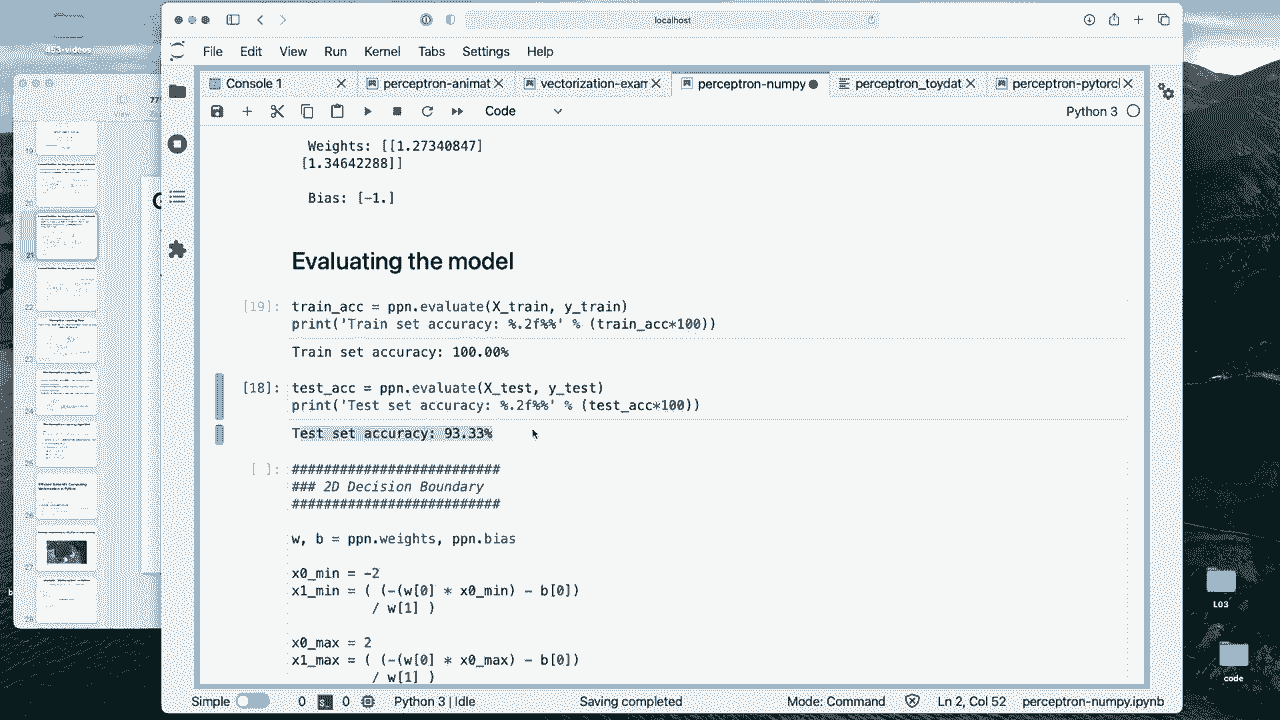 453-videos
localhost
File Edit View Run Kernel Tabs Settings Help
Console 1 perceptron-animat vectorization-exam perceptron-numpy perceptron_toydat perceptron-pytorc
Code Python 3
Weights: [[1.27340847]
[1.34642288]]
Bias: [-1.]
Evaluating the model
[19]: train_acc = ppn.evaluate(X_train, y_train)
print('Train set accuracy: %.2f%%' % (train_acc*100))
Train set accuracy: 100.00%
[18]: test_acc = ppn.evaluate(X_test, y_test)
print('Test set accuracy: %.2f%%' % (test_acc*100))
Test set accuracy: 93.33%
[ ]: ##########################
### 2D Decision Boundary
##########################
w, b = ppn.weights, ppn.bias
x0_min = -2
x1_min = ( (-(w[0] * x0_min) - b[0])
/ w[1] )
x0_max = 2
x1_max = ( (-(w[0] * x0_max) - b[0])
/ w[1] )
Simple 0 0 Python 3 | Idle Saving completed Mode: Command Ln 2, Col 52 perceptron-numpy.ipynb
L03
code